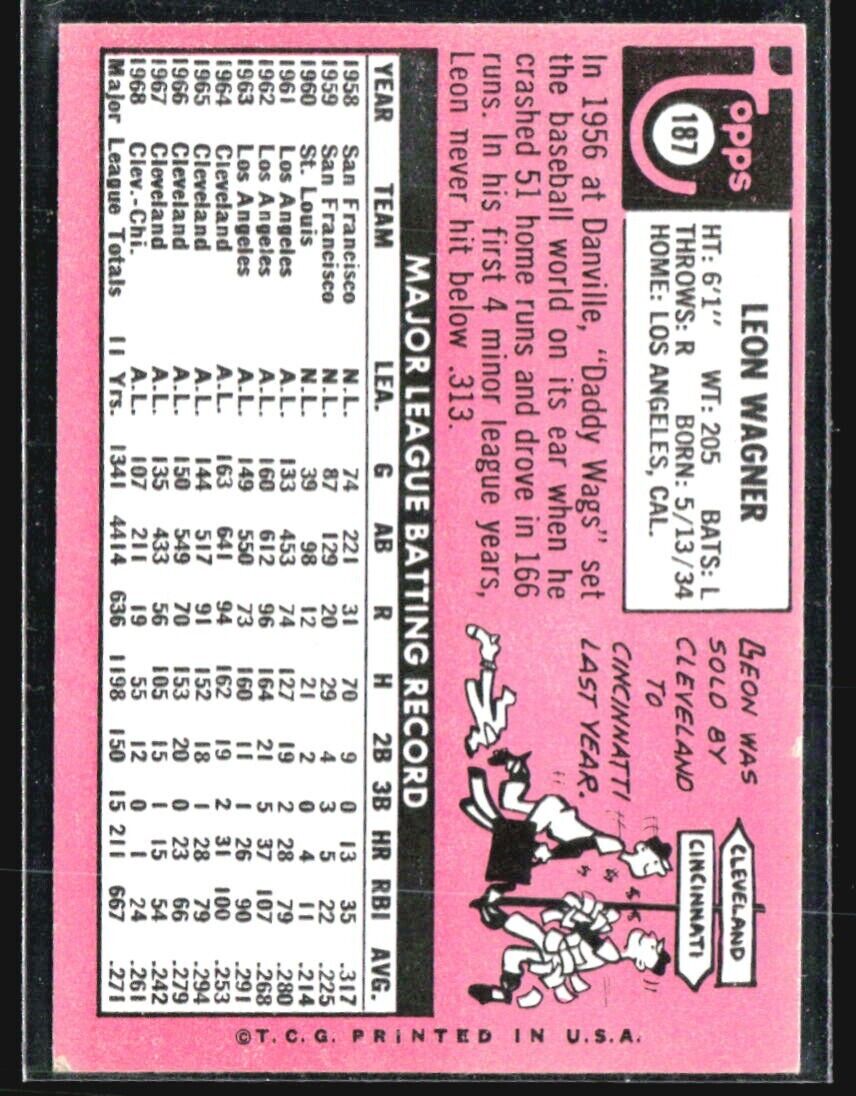 Topps
187
LEON WAGNER
HT: 6'1" WT: 205 BATS: L
THROWS: R BORN: 5/13/34
HOME: LOS ANGELES, CAL.
In 1956 at Danville, "Daddy Wags" set
the baseball world on its ear when he
crashed 51 home runs and drove in 166
runs. In his first 4 minor league years,
Leon never hit below .313.
LEON WAS
SOLD BY
CLEVELAND
TO
CINCINNATTI
LAST YEAR.
CLEVELAND
CINCINNATI
MAJOR LEAGUE BATTING RECORD
YEAR TEAM LEA. G AB R H 2B 3B HR RBI AVG.
1958 San Francisco N.L. 74 221 31 70 9 0 13 35 .317
1959 San Francisco N.L. 87 129 20 29 4 3 5 22 .225
1960 St. Louis N.L. 39 98 12 21 2 0 4 11 .214
1961 Los Angeles A.L. 133 453 74 127 19 2 28 79 .280
1962 Los Angeles A.L. 160 612 96 164 21 5 37 107 .268
1963 Los Angeles A.L. 149 550 73 160 11 1 26 90 .291
1964 Cleveland A.L. 163 641 94 162 19 2 31 100 .253
1965 Cleveland A.L. 144 517 91 152 18 1 28 79 .294
1966 Cleveland A.L. 150 549 70 153 20 0 23 66 .279
1967 Cleveland A.L. 135 433 56 105 15 1 15 54 .242
1968 Clev.-Chi. A.L. 107 211 19 55 12 0 1 24 .261
Major League Totals 11 Yrs. 1341 4414 636 1198 150 15 211 667 .271
©T.C.G. PRINTED IN U.S.A.